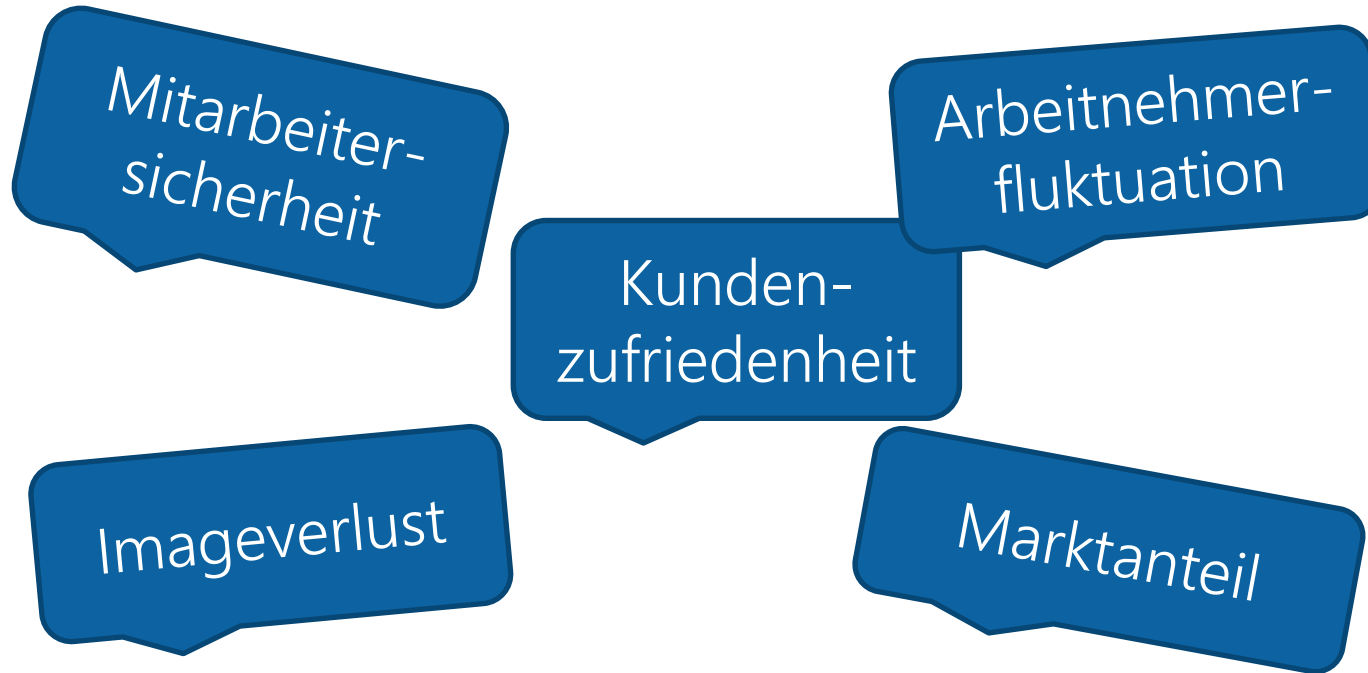 Mitarbeiter-
sicherheit
Arbeitnehmer-
fluktuation
Kunden-
zufriedenheit
Imageverlust
Marktanteil